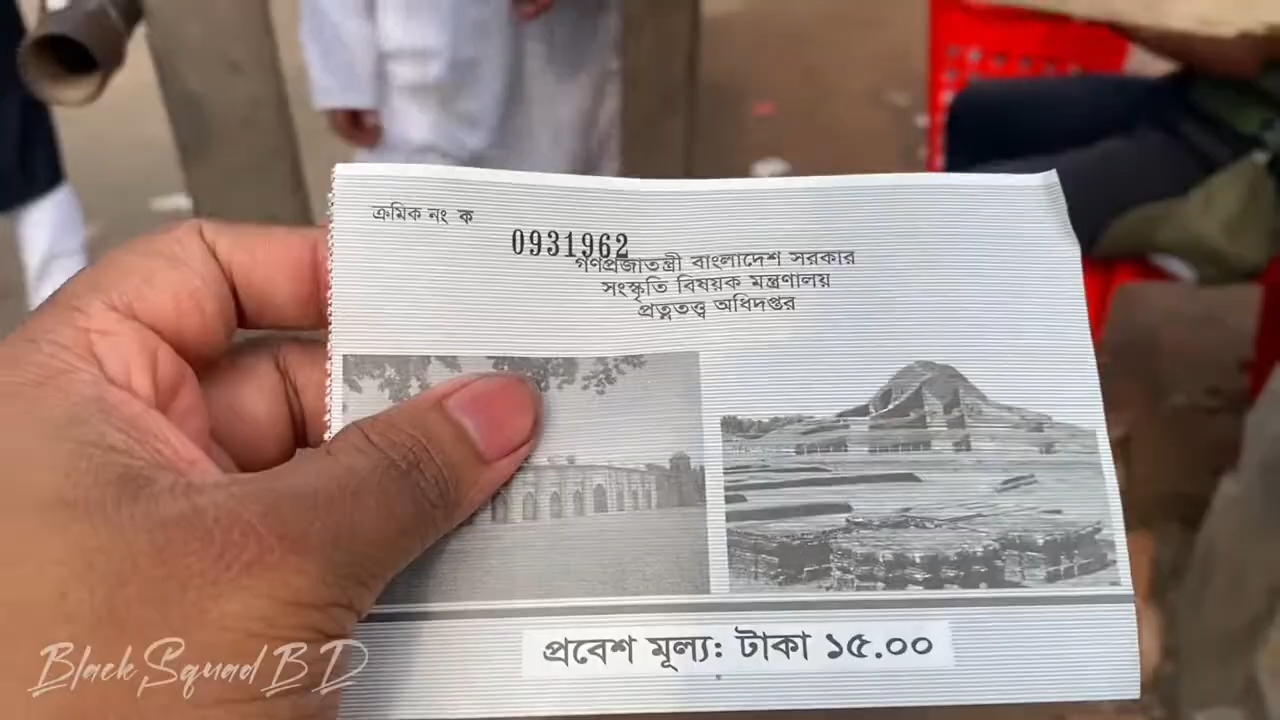 ক্রমিক নং ক
0931962
গণপ্রজাতন্ত্রী বাংলাদেশ সরকার
সংস্কৃতি বিষয়ক মন্ত্রণালয়
প্রত্নতত্ত্ব অধিদপ্তর
প্রবেশ মূল্য: টাকা ১৫.০০
Black Squad BD